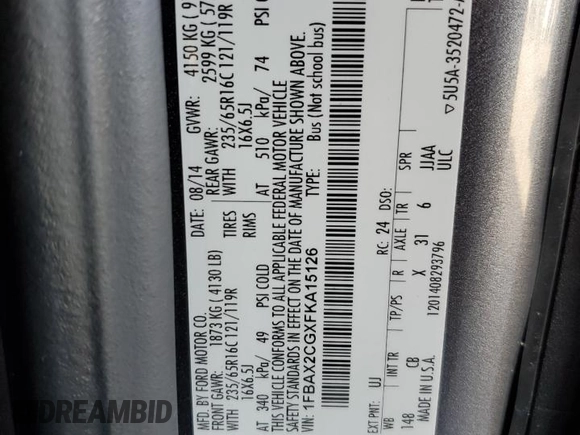 MFD. BY FORD MOTOR CO.
DATE: 08/14
GVWR: 4150 KG ( 9
FRONT GAWR: 1873 KG ( 4130 LB)
REAR GAWR: 2599 KG ( 57
235/65R16C 121/119R TIRES WITH 235/65R16C 121/119R
WITH 16X6.5J RIMS 16X6.5J
AT 340 kPa/ 49 PSI COLD AT 510 kPa/ 74 PSI C
THIS VEHICLE CONFORMS TO ALL APPLICABLE FEDERAL MOTOR VEHICLE
SAFETY STANDARDS IN EFFECT ON THE DATE OF MANUFACTURE SHOWN ABOVE.
VIN: 1FBAX2CGXFKA15126
TYPE: Bus (Not school bus)
EXT PNT: UJ RC: 24 DSO:
WB INT TR TP/PS R AXLE TR SPR
148 CB X 31 6 JJAA
ULC
MADE IN U.S.A. 1201408293796
▽5U5A-3520472-
DREAMBID